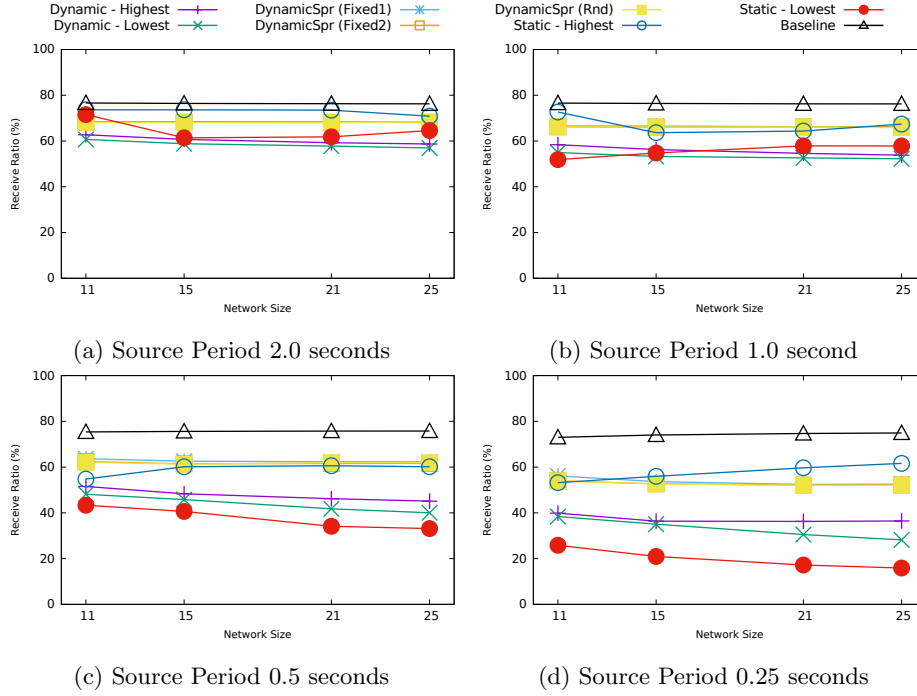 Dynamic - Highest DynamicSpr (Fixed1) DynamicSpr (Rnd) Static - Lowest
Dynamic - Lowest DynamicSpr (Fixed2) Static - Highest Baseline
100
80
60
40
20
0
Receive Ratio (%)
11 15 21 25
Network Size
(a) Source Period 2.0 seconds
100
80
60
40
20
0
Receive Ratio (%)
11 15 21 25
Network Size
(b) Source Period 1.0 second
100
80
60
40
20
0
Receive Ratio (%)
11 15 21 25
Network Size
(c) Source Period 0.5 seconds
100
80
60
40
20
0
Receive Ratio (%)
11 15 21 25
Network Size
(d) Source Period 0.25 seconds